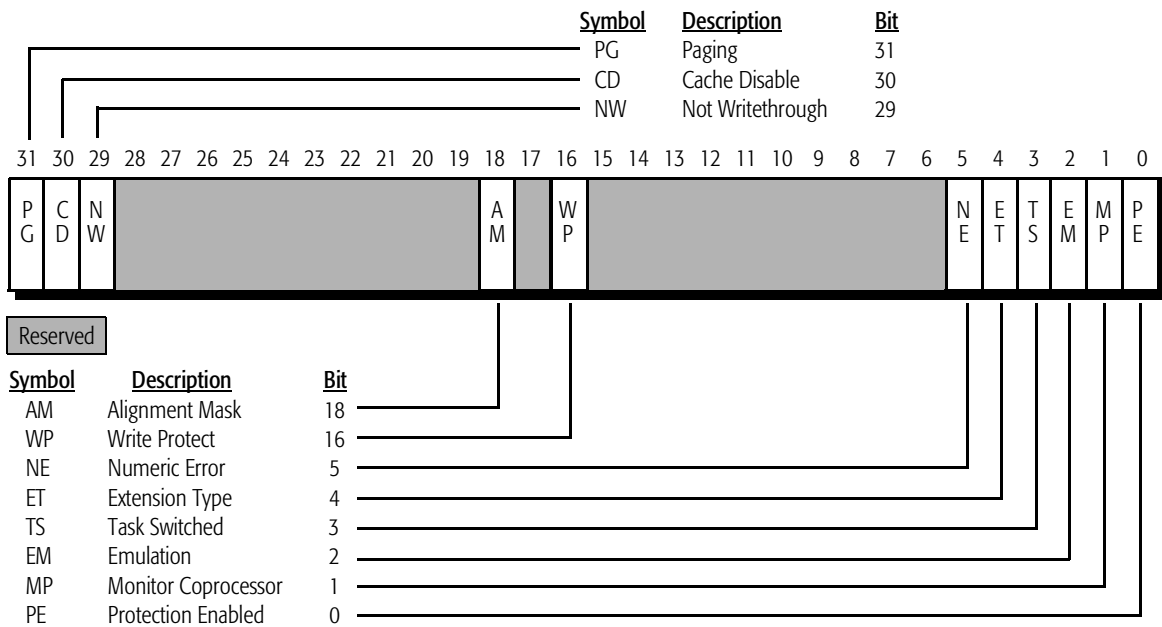 Symbol Description Bit
PG Paging 31
CD Cache Disable 30
NW Not Writethrough 29
31 30 29 28 27 26 25 24 23 22 21 20 19 18 17 16 15 14 13 12 11 10 9 8 7 6 5 4 3 2 1 0
P C N A W N E T E M P
G D W M P E T S M P E
Reserved
Symbol Description Bit
AM Alignment Mask 18
WP Write Protect 16
NE Numeric Error 5
ET Extension Type 4
TS Task Switched 3
EM Emulation 2
MP Monitor Coprocessor 1
PE Protection Enabled 0